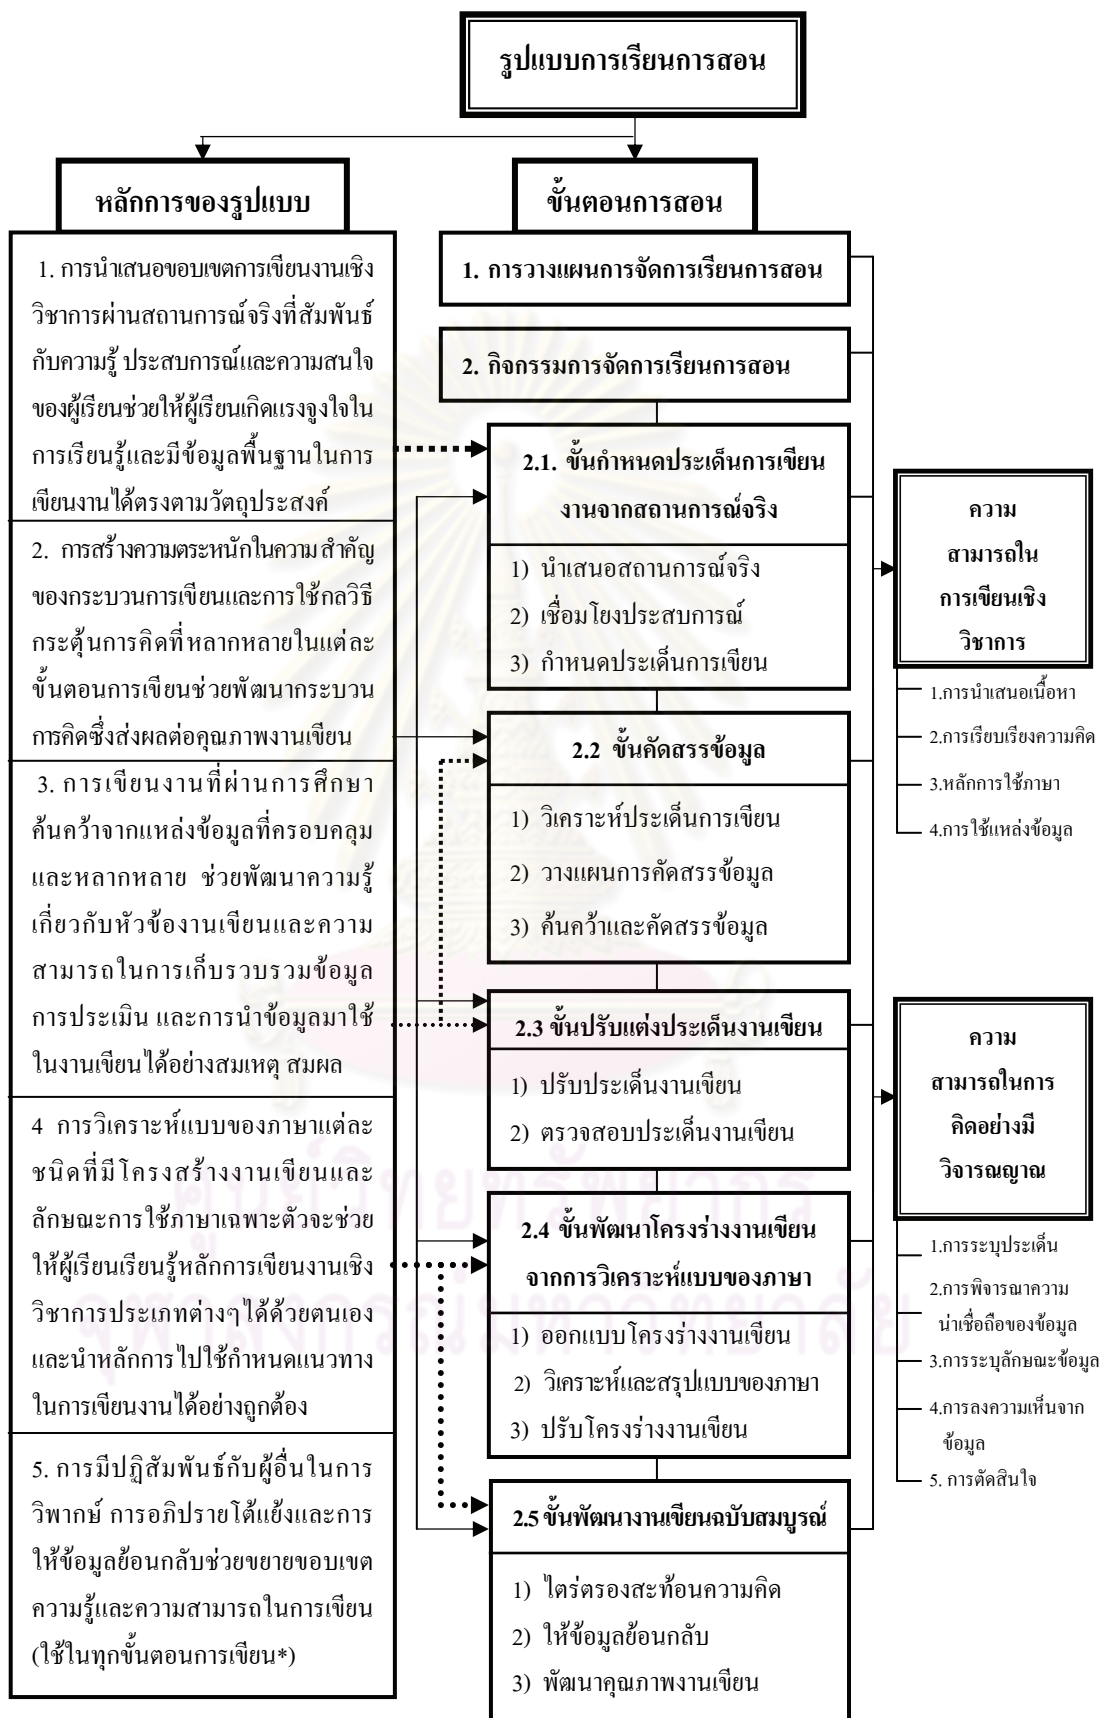 รูปแบบการเรียนการสอน
หลักการของรูปแบบ
1. การนำเสนอขอบเขตการเขียนงานเชิง
วิชาการผ่านสถานการณ์จริงที่สัมพันธ์
กับความรู้ ประสบการณ์และความสนใจ
ของผู้เรียนช่วยให้ผู้เรียนเกิดแรงจูงใจใน
การเรียนรู้และมีข้อมูลพื้นฐานในการ
เขียนงานได้ตรงตามวัตถุประสงค์
2. การสร้างความตระหนักในความ สำคัญ
ของกระบวนการเขียนและการใช้กลวิธี
กระตุ้นการคิดที่หลากหลายในแต่ละ
ขั้นตอนการเขียนช่วยพัฒนากระบวน
การคิดซึ่งส่งผลต่อคุณภาพงานเขียน
3. การเขียนงานที่ผ่านการศึกษา
ค้นคว้าจากแหล่งข้อมูลที่ครอบคลุม
และหลากหลาย ช่วยพัฒนาความรู้
เกี่ยวกับหัวข้องานเขียนและความ
สามารถในการเก็บรวบรวมข้อมูล
การประเมิน และการนำข้อมูลมาใช้
ในงานเขียนได้อย่างสมเหตุ สมผล
4 การวิเคราะห์แบบของภาษาแต่ละ
ชนิดที่มีโครงสร้างงานเขียนและ
ลักษณะการใช้ภาษาเฉพาะตัวจะช่วย
ให้ผู้เรียนเรียนรู้หลักการเขียนงานเชิง
วิชาการประเภทต่างๆ ได้ด้วยตนเอง
และนำหลักการ ไปใช้กำหนดแนวทาง
ในการเขียนงานได้อย่างถูกต้อง
5. การมีปฏิสัมพันธ์กับผู้อื่นในการ
วิพากษ์ การอภิปรายโต้แย้งและการ
ให้ข้อมูลย้อนกลับช่วยขยายขอบเขต
ความรู้และความสามารถในการเขียน
(ใช้ในทุกขั้นตอนการเขียน*)
ขั้นตอนการสอน
1. การวางแผนการจัดการเรียนการสอน
2. กิจกรรมการจัดการเรียนการสอน
2.1. ขั้นกำหนดประเด็นการเขียน
งานจากสถานการณ์จริง
1) นำเสนอสถานการณ์จริง
2) เชื่อมโยงประสบการณ์
3) กำหนดประเด็นการเขียน
2.2 ขั้นคัดสรรข้อมูล
1) วิเคราะห์ประเด็นการเขียน
2) วางแผนการคัดสรรข้อมูล
3) ค้นคว้าและคัดสรรข้อมูล
2.3 ขั้นปรับแต่งประเด็นงานเขียน
1) ปรับประเด็นงานเขียน
2) ตรวจสอบประเด็นงานเขียน
2.4 ขั้นพัฒนาโครงร่างงานเขียน
จากการวิเคราะห์แบบของภาษา
1) ออกแบบโครงร่างงานเขียน
2) วิเคราะห์และสรุปแบบของภาษา
3) ปรับโครงร่างงานเขียน
2.5 ขั้นพัฒนางานเขียนฉบับสมบูรณ์
1) ไตร่ตรองสะท้อนความคิด
2) ให้ข้อมูลย้อนกลับ
3) พัฒนาคุณภาพงานเขียน
ความ
สามารถใน
การเขียนเชิง
วิชาการ
1.การนำเสนอเนื้อหา
2.การเรียบเรียงความคิด
3.หลักการใช้ภาษา
4.การใช้แหล่งข้อมูล
ความ
สามารถในการ
คิดอย่างมี
วิจารณญาณ
1.การระบุประเด็น
2.การพิจารณาความ
น่าเชื่อถือของข้อมูล
3.การระบุลักษณะข้อมูล
4.การลงความเห็นจาก
ข้อมูล
5. การตัดสินใจ
ศูนย์วิทยทรัพยากร
จุฬาลงกรณ์มหาวิทยาลัย